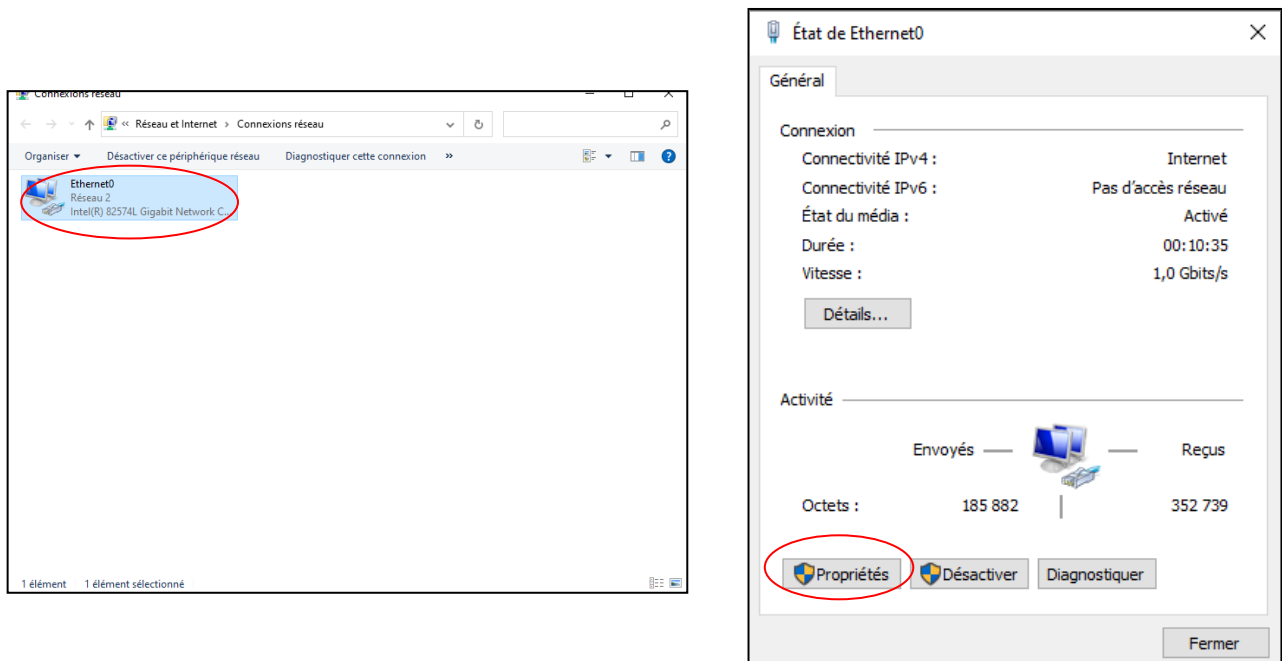 Connexions réseau
« Réseau et Internet › Connexions réseau
Organiser Désactiver ce périphérique réseau Diagnostiquer cette connexion »
Ethernet0
Réseau 2
Intel(R) 82574L Gigabit Network C...
1 élément 1 élément sélectionné
État de Ethernet0
Général
Connexion
Connectivité IPv4 : Internet
Connectivité IPv6 : Pas d’accès réseau
État du média : Activé
Durée : 00:10:35
Vitesse : 1,0 Gbits/s
Détails...
Activité
Envoyés Reçus
Octets : 185 882 352 739
Propriétés Désactiver Diagnostiquer
Fermer